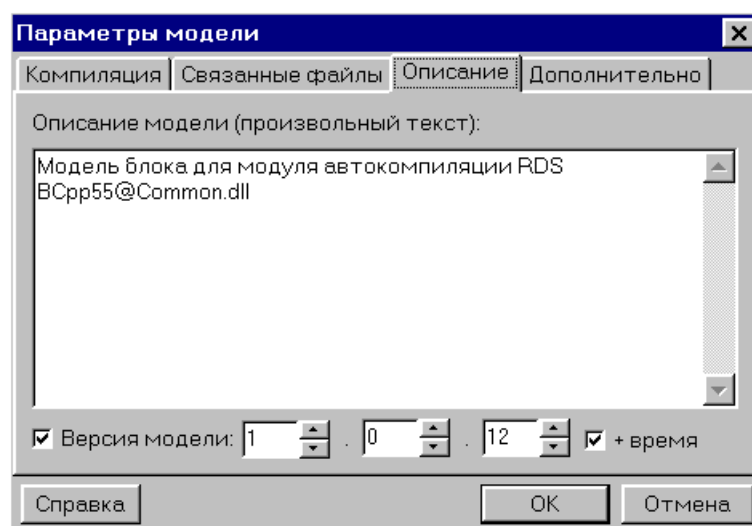 Параметры модели
Компиляция Связанные файлы Описание Дополнительно
Описание модели (произвольный текст):
Модель блока для модуля автокомпиляции RDS
BCpp55@Common.dll
Версия модели: 1 . 0 . 12 + время
Справка OK Отмена